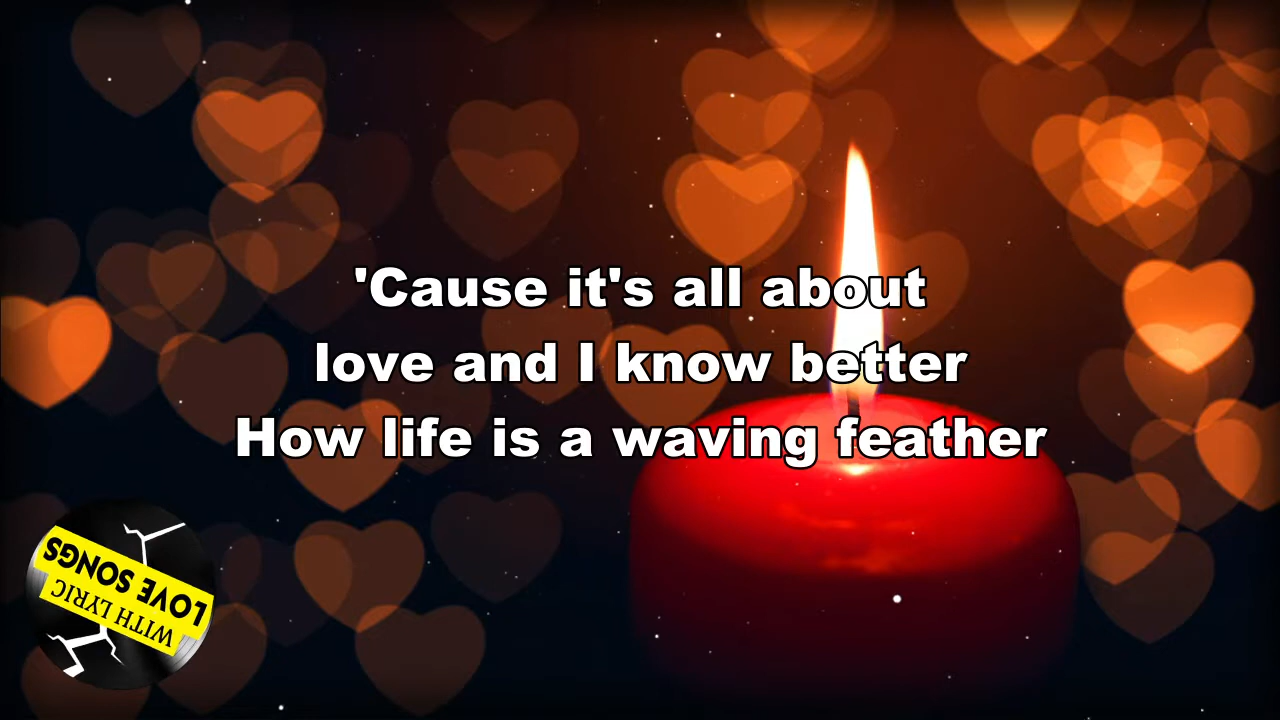 'Cause it's all about
love and I know better
How life is a waving feather
LOVE SONGS
WITH LYRIC